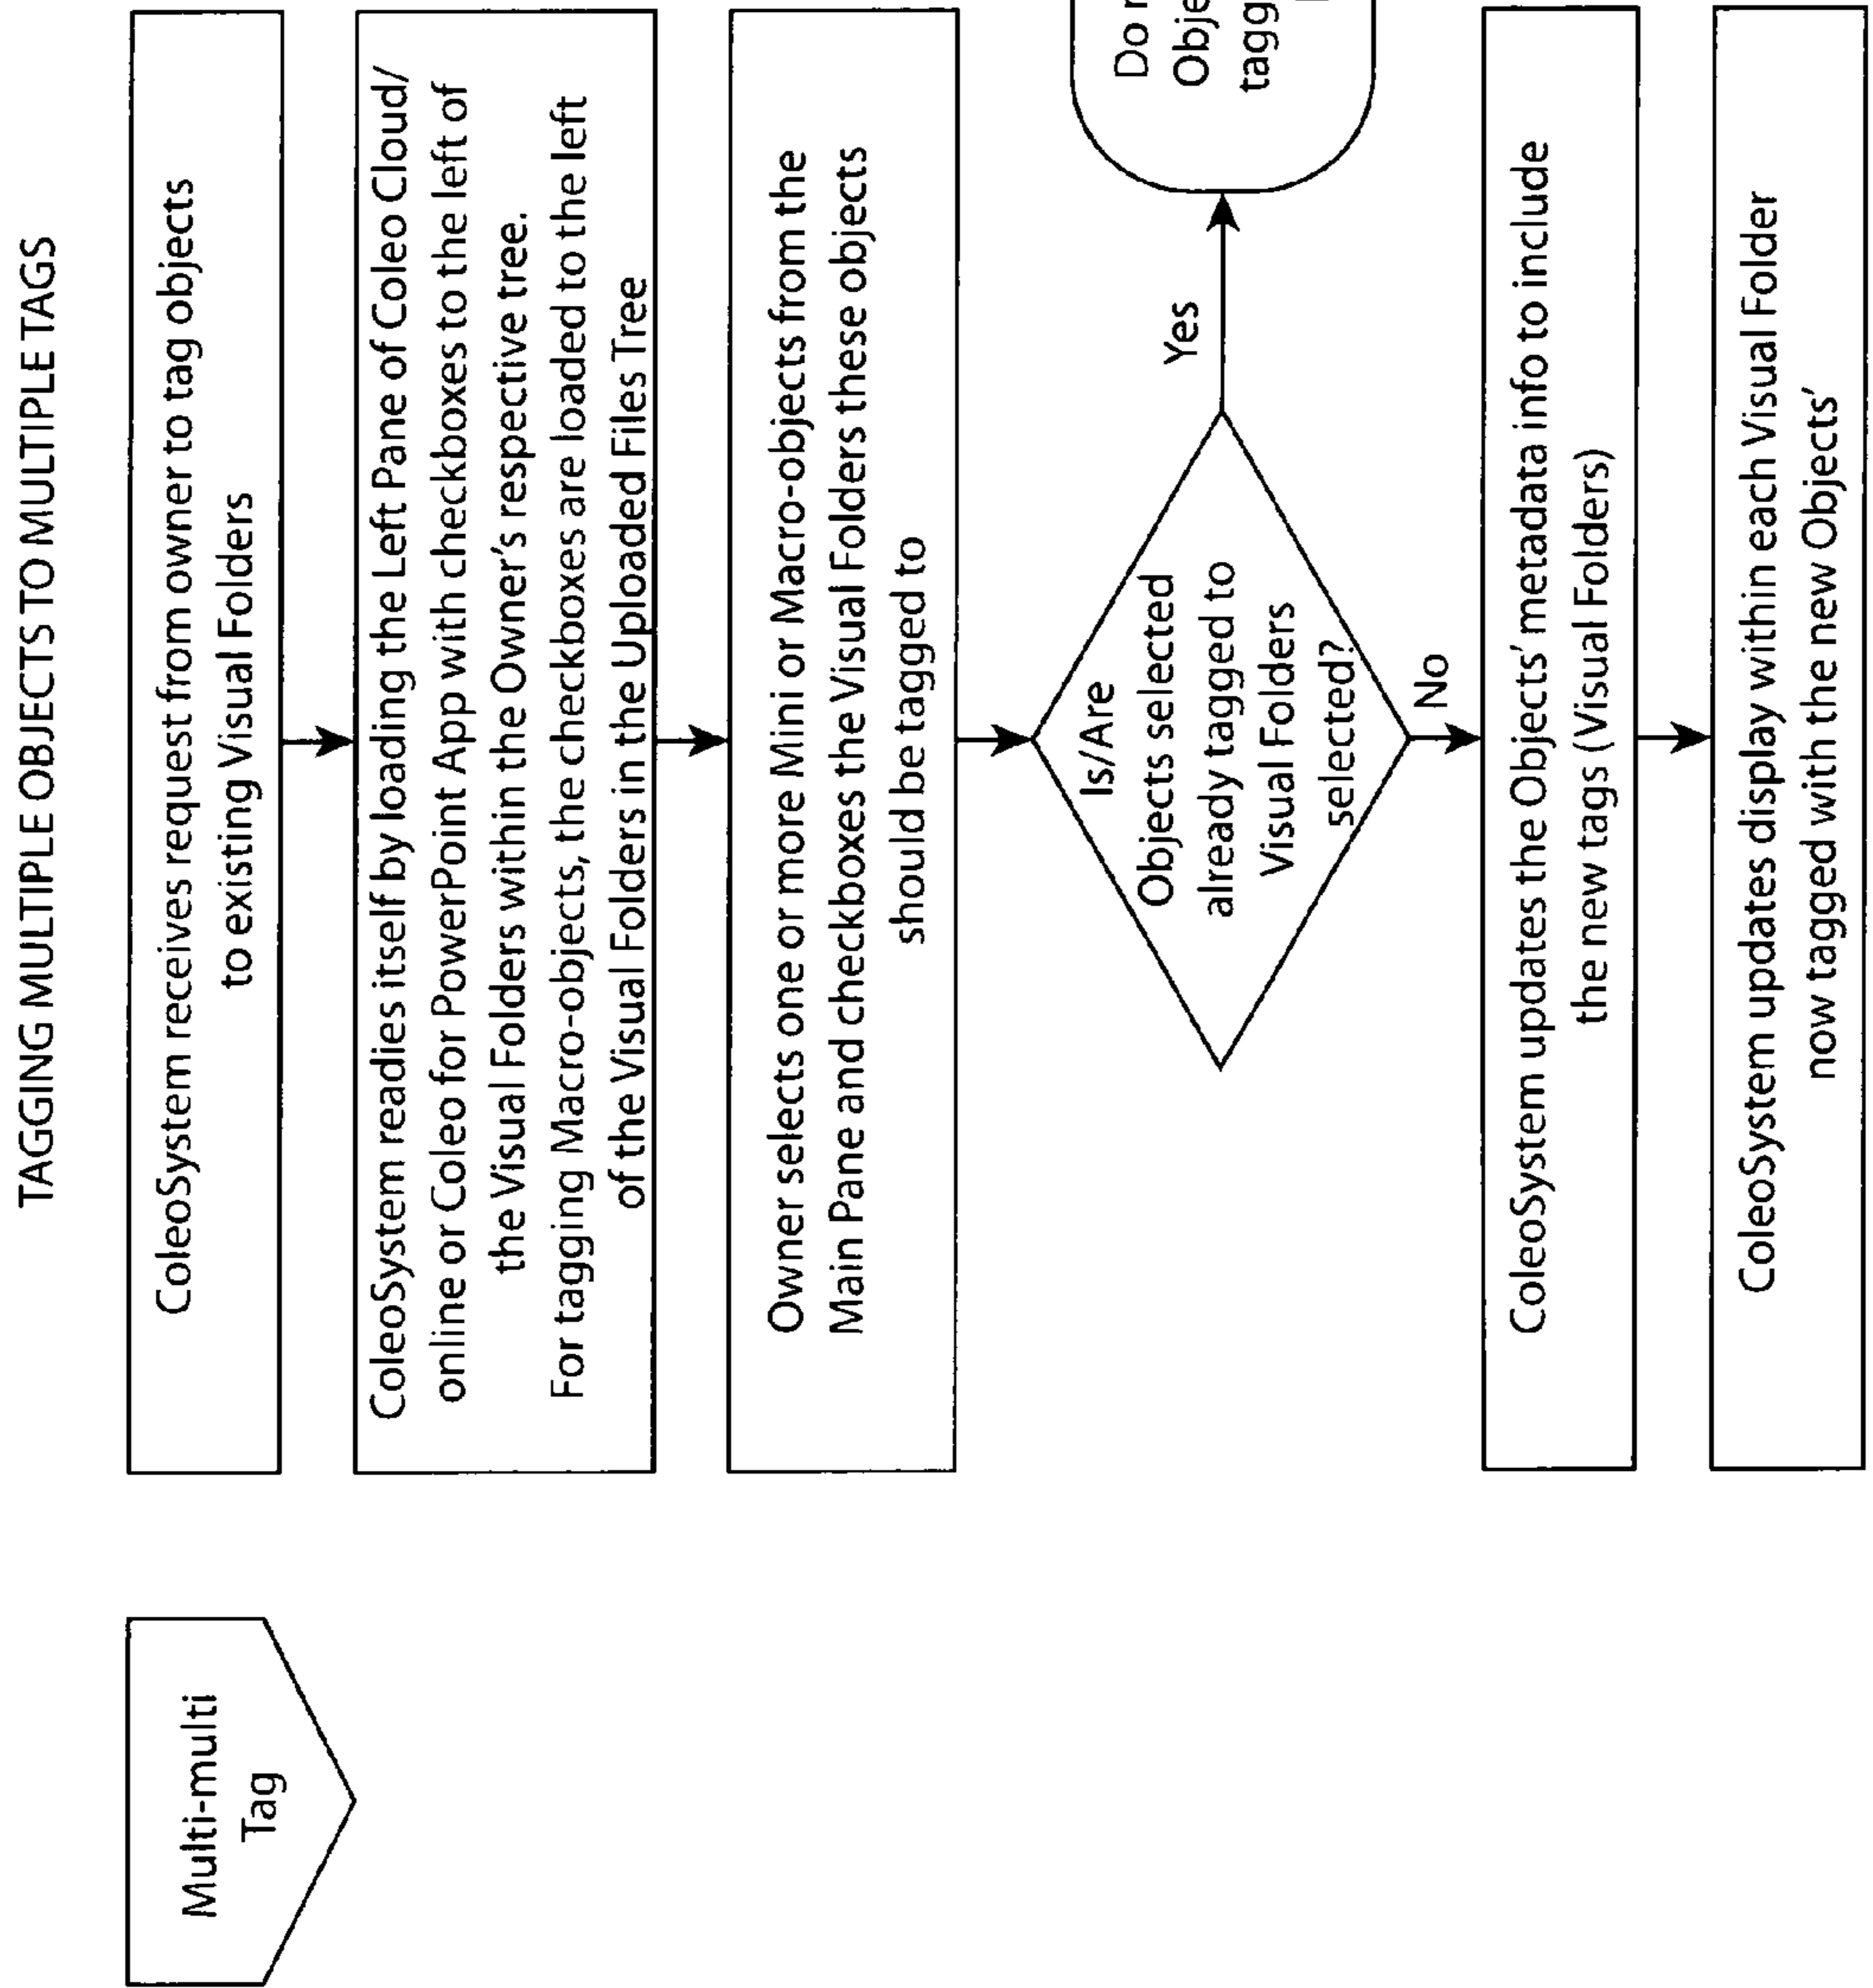 TAGGING MULTIPLE OBJECTS TO MULTIPLE TAGS
Multi-multi
Tag
ColeoSystem receives request from owner to tag objects
to existing Visual Folders
ColeoSystem readies itself by loading the Left Pane of Coleo Cloud/
online or Coleo for PowerPoint App with checkboxes to the left of
the Visual Folders within the Owner's respective tree.
For tagging Macro-objects, the checkboxes are loaded to the left
of the Visual Folders in the Uploaded Files Tree
Owner selects one or more Mini or Macro-objects from the
Main Pane and checkboxes the Visual Folders these objects
should be tagged to
Is/Are
Objects selected
already tagged to
Visual Folders
selected?
Yes
Do
No
ColeoSystem updates the Objects' metadata info to include
the new tags (Visual Folders)
ColeoSystem updates display within each Visual Folder
now tagged with the new Objects'